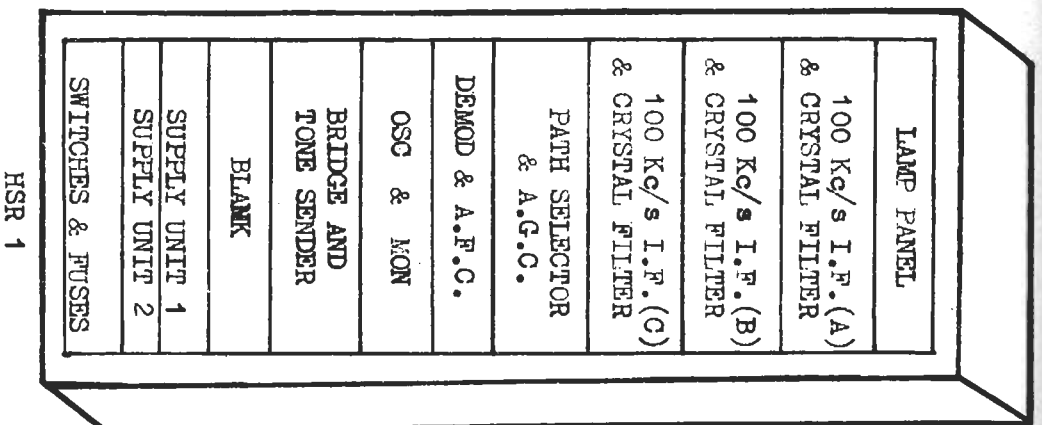 LAMP PANEL
100 Kc/s I.F.(A)
& CRYSTAL FILTER
100 Kc/s I.F.(B)
& CRYSTAL FILTER
100 Kc/s I.F.(C)
& CRYSTAL FILTER
PATH SELECTOR
& A.G.C.
DEMOD & A.F.C.
OSC & MON
BRIDGE AND
TONE SENDER
BLANK
SUPPLY UNIT 1
SUPPLY UNIT 2
SWITCHES & FUSES
HSR 1